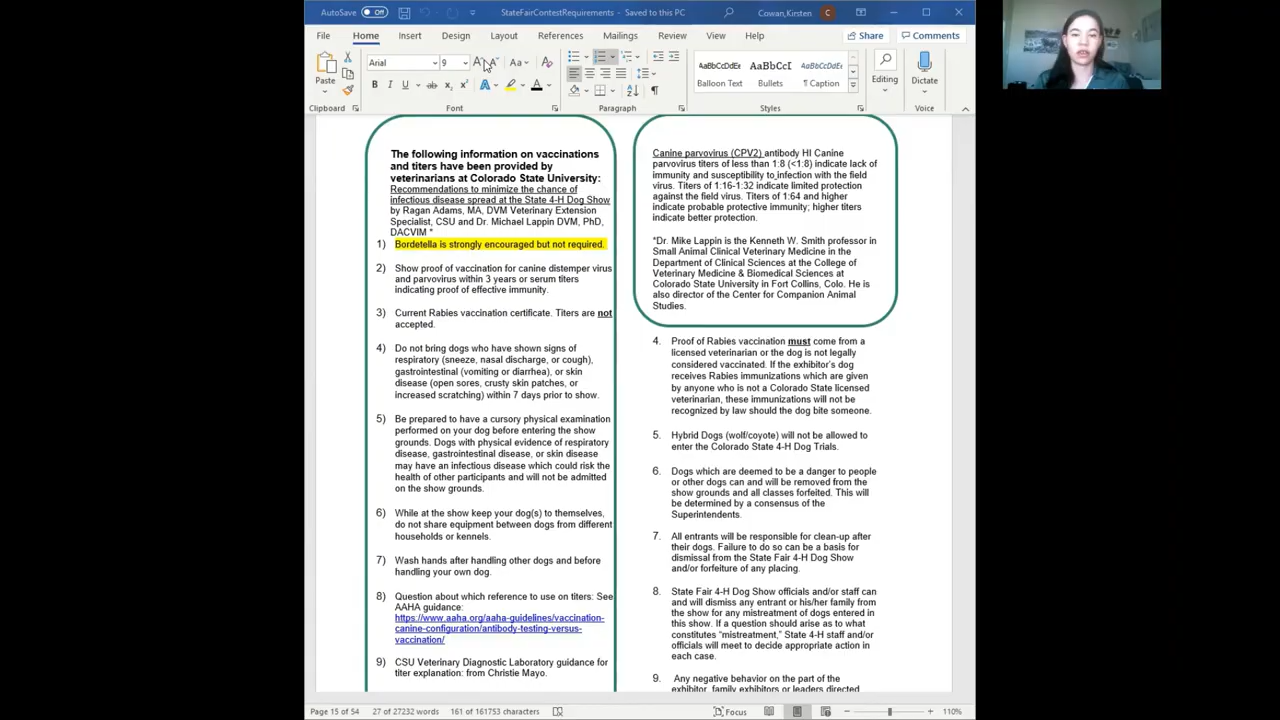 AutoSave Off
StateFairContestRequirements - Saved to this PC
Cowan,Kirsten
C
File Home Insert Design Layout References Mailings Review View Help
Share Comments
Paste
Arial 9
Aa
B I U ab x₂ x² A A
AaBbCcDdEe AaBbCcI AaBbCcDdEe
Balloon Text Bullets ¶ Caption
Editing
Dictate
Clipboard Font Paragraph Styles Voice
The following information on vaccinations
and titers have been provided by
veterinarians at Colorado State University:
Recommendations to minimize the chance of
infectious disease spread at the State 4-H Dog Show
by Ragan Adams, MA, DVM Veterinary Extension
Specialist, CSU and Dr. Michael Lappin DVM, PhD,
DACVIM *
1) Bordetella is strongly encouraged but not required.
2) Show proof of vaccination for canine distemper virus
and parvovirus within 3 years or serum titers
indicating proof of effective immunity.
3) Current Rabies vaccination certificate. Titers are not
accepted.
4) Do not bring dogs who have shown signs of
respiratory (sneeze, nasal discharge, or cough),
gastrointestinal (vomiting or diarrhea), or skin
disease (open sores, crusty skin patches, or
increased scratching) within 7 days prior to show.
5) Be prepared to have a cursory physical examination
performed on your dog before entering the show
grounds. Dogs with physical evidence of respiratory
disease, gastrointestinal disease, or skin disease
may have an infectious disease which could risk the
health of other participants and will not be admitted
on the show grounds.
6) While at the show keep your dog(s) to themselves,
do not share equipment between dogs from different
households or kennels.
7) Wash hands after handling other dogs and before
handling your own dog.
8) Question about which reference to use on titers: See
AAHA guidance:
https://www.aaha.org/aaha-guidelines/vaccination-
canine-configuration/antibody-testing-versus-
vaccination/
9) CSU Veterinary Diagnostic Laboratory guidance for
titer explanation: from Christie Mayo.
Canine parvovirus (CPV2) antibody HI Canine
parvovirus titers of less than 1:8 (<1:8) indicate lack of
immunity and susceptibility to infection with the field
virus. Titers of 1:16-1:32 indicate limited protection
against the field virus. Titers of 1:64 and higher
indicate probable protective immunity; higher titers
indicate better protection.
*Dr. Mike Lappin is the Kenneth W. Smith professor in
Small Animal Clinical Veterinary Medicine in the
Department of Clinical Sciences at the College of
Veterinary Medicine & Biomedical Sciences at
Colorado State University in Fort Collins, Colo. He is
also director of the Center for Companion Animal
Studies.
4. Proof of Rabies vaccination must come from a
licensed veterinarian or the dog is not legally
considered vaccinated. If the exhibitor's dog
receives Rabies immunizations which are given
by anyone who is not a Colorado State licensed
veterinarian, these immunizations will not be
recognized by law should the dog bite someone.
5. Hybrid Dogs (wolf/coyote) will not be allowed to
enter the Colorado State 4-H Dog Trials.
6. Dogs which are deemed to be a danger to people
or other dogs can and will be removed from the
show grounds and all classes forfeited. This will
be determined by a consensus of the
Superintendents.
7. All entrants will be responsible for clean-up after
their dogs. Failure to do so can be a basis for
dismissal from the State Fair 4-H Dog Show
and/or forfeiture of any placing.
8. State Fair 4-H Dog Show officials and/or staff can
and will dismiss any entrant or his/her family from
the show for any mistreatment of dogs entered in
this show. If a question should arise as to what
constitutes “mistreatment,” State 4-H staff and/or
officials will meet to decide appropriate action in
each case.
9. Any negative behavior on the part of the
exhibitor, family exhibitors or leaders directed
Page 15 of 54 27 of 27232 words 161 of 161753 characters Focus 110%